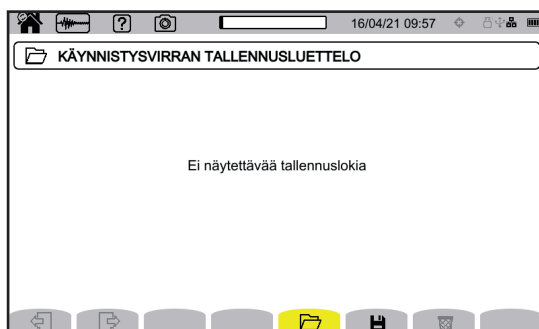 ?
16/04/21 09:57
KÄYNNISTYSVIRRAN TALLENNUSLUETTELO
Ei näytettävää tallennuslokia